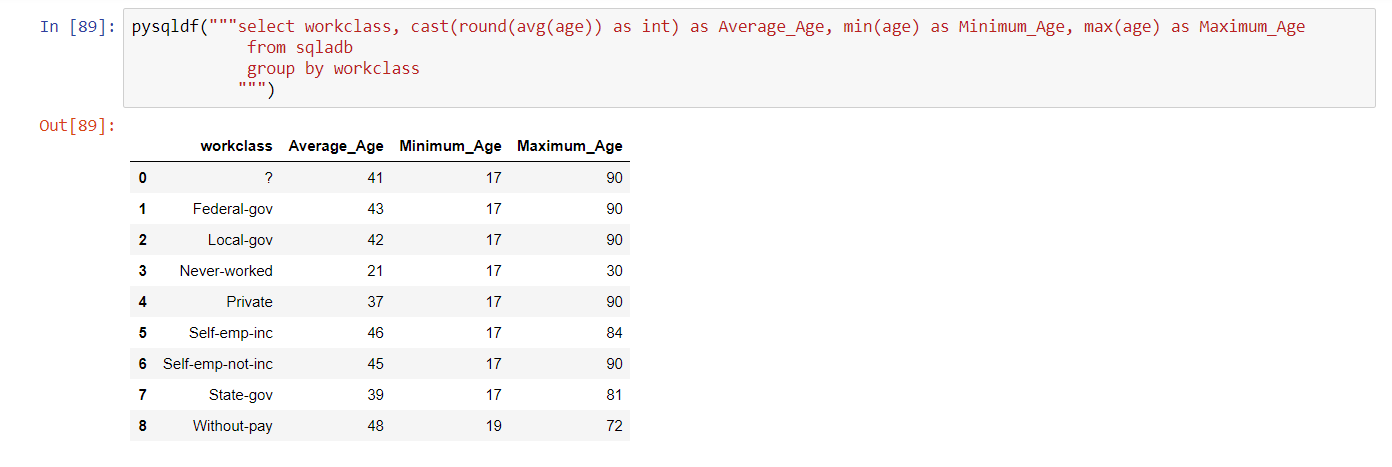 In [89]: pysqldf("""select workclass, cast(round(avg(age)) as int) as Average_Age, min(age) as Minimum_Age, max(age) as Maximum_Age
from sqladb
group by workclass
""")
Out[89]:
workclass Average_Age Minimum_Age Maximum_Age
0 ? 41 17 90
1 Federal-gov 43 17 90
2 Local-gov 42 17 90
3 Never-worked 21 17 30
4 Private 37 17 90
5 Self-emp-inc 46 17 84
6 Self-emp-not-inc 45 17 90
7 State-gov 39 17 81
8 Without-pay 48 19 72